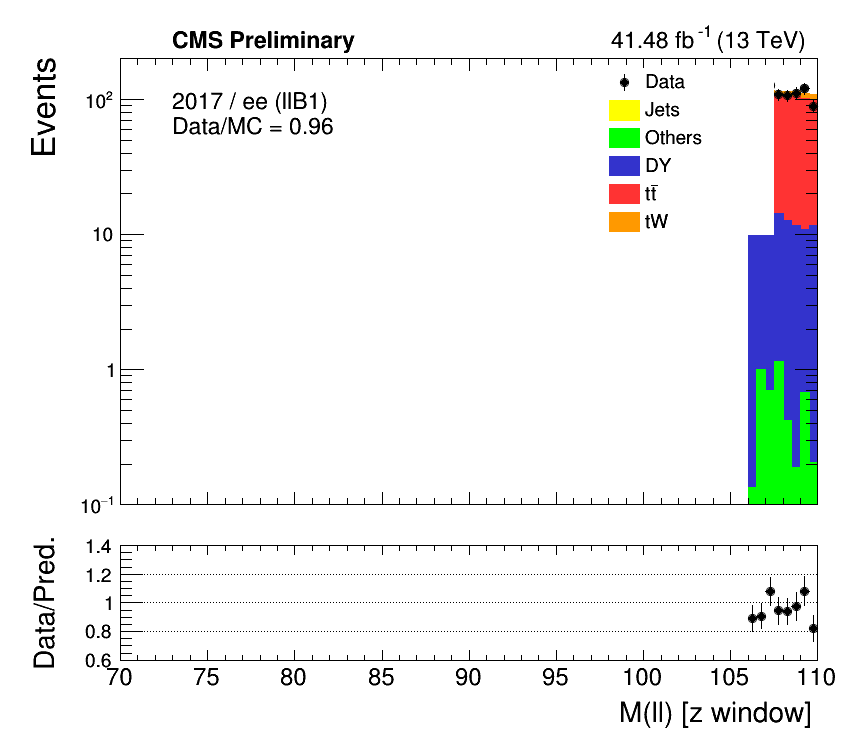 CMS Preliminary
41.48 fb⁻¹ (13 TeV)
Events
2017 / ee (llB1)
Data/MC = 0.96
Data
Jets
Others
DY
tt̄
tW
10²
10
1
10⁻¹
Data/Pred.
1.4
1.2
1
0.8
0.6
70 75 80 85 90 95 100 105 110
M(ll) [z window]